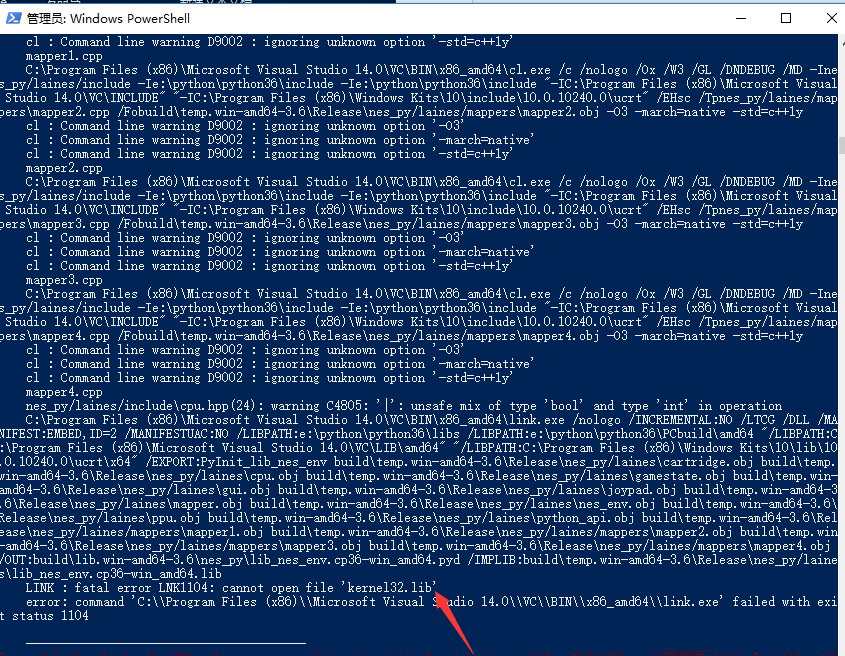 管理员: Windows PowerShell
cl : Command line warning D9002 : ignoring unknown option '-std=c++1y'
mapper1.cpp
C:\Program Files (x86)\Microsoft Visual Studio 14.0\VC\BIN\x86_amd64\cl.exe /c /nologo /Ox /W3 /GL /DNDEBUG /MD -Ine
s_py/laines/include -Ie:\python\python36\include -Ie:\python\python36\include "-IC:\Program Files (x86)\Microsoft Visual
Studio 14.0\VC\INCLUDE" "-IC:\Program Files (x86)\Windows Kits\10\include\10.0.10240.0\ucrt" /EHsc /Tpnes_py/laines/map
pers\mapper2.cpp /Fobuild\temp.win-amd64-3.6\Release\nes_py/laines/mappers\mapper2.obj -O3 -march=native -std=c++1y
cl : Command line warning D9002 : ignoring unknown option '-O3'
cl : Command line warning D9002 : ignoring unknown option '-march=native'
cl : Command line warning D9002 : ignoring unknown option '-std=c++1y'
mapper2.cpp
C:\Program Files (x86)\Microsoft Visual Studio 14.0\VC\BIN\x86_amd64\cl.exe /c /nologo /Ox /W3 /GL /DNDEBUG /MD -Ine
s_py/laines/include -Ie:\python\python36\include -Ie:\python\python36\include "-IC:\Program Files (x86)\Microsoft Visual
Studio 14.0\VC\INCLUDE" "-IC:\Program Files (x86)\Windows Kits\10\include\10.0.10240.0\ucrt" /EHsc /Tpnes_py/laines/map
pers\mapper3.cpp /Fobuild\temp.win-amd64-3.6\Release\nes_py/laines/mappers\mapper3.obj -O3 -march=native -std=c++1y
cl : Command line warning D9002 : ignoring unknown option '-O3'
cl : Command line warning D9002 : ignoring unknown option '-march=native'
cl : Command line warning D9002 : ignoring unknown option '-std=c++1y'
mapper3.cpp
C:\Program Files (x86)\Microsoft Visual Studio 14.0\VC\BIN\x86_amd64\cl.exe /c /nologo /Ox /W3 /GL /DNDEBUG /MD -Ine
s_py/laines/include -Ie:\python\python36\include -Ie:\python\python36\include "-IC:\Program Files (x86)\Microsoft Visual
Studio 14.0\VC\INCLUDE" "-IC:\Program Files (x86)\Windows Kits\10\include\10.0.10240.0\ucrt" /EHsc /Tpnes_py/laines/map
pers\mapper4.cpp /Fobuild\temp.win-amd64-3.6\Release\nes_py/laines/mappers\mapper4.obj -O3 -march=native -std=c++1y
cl : Command line warning D9002 : ignoring unknown option '-O3'
cl : Command line warning D9002 : ignoring unknown option '-march=native'
cl : Command line warning D9002 : ignoring unknown option '-std=c++1y'
mapper4.cpp
nes_py/laines/include\cpu.hpp(24): warning C4805: '|': unsafe mix of type 'bool' and type 'int' in operation
C:\Program Files (x86)\Microsoft Visual Studio 14.0\VC\BIN\x86_amd64\link.exe /nologo /INCREMENTAL:NO /LTCG /DLL /MA
NIFEST:EMBED,ID=2 /MANIFESTUAC:NO /LIBPATH:e:\python\python36\libs /LIBPATH:e:\python\python36\PCbuild\amd64 "/LIBPATH:C
:\Program Files (x86)\Microsoft Visual Studio 14.0\VC\LIB\amd64" "/LIBPATH:C:\Program Files (x86)\Windows Kits\10\lib\10
.0.10240.0\ucrt\x64" /EXPORT:PyInit_lib_nes_env build\temp.win-amd64-3.6\Release\nes_py/laines\cartridge.obj build\temp.
win-amd64-3.6\Release\nes_py/laines\cpu.obj build\temp.win-amd64-3.6\Release\nes_py/laines\gamestate.obj build\temp.win-
amd64-3.6\Release\nes_py/laines\gui.obj build\temp.win-amd64-3.6\Release\nes_py/laines\joypad.obj build\temp.win-amd64-3
.6\Release\nes_py/laines\mapper.obj build\temp.win-amd64-3.6\Release\nes_py/laines\nes_env.obj build\temp.win-amd64-3.6\
Release\nes_py/laines\ppu.obj build\temp.win-amd64-3.6\Release\nes_py/laines\python_api.obj build\temp.win-amd64-3.6\Rel
ease\nes_py/laines/mappers\mapper1.obj build\temp.win-amd64-3.6\Release\nes_py/laines/mappers\mapper2.obj build\temp.win
-amd64-3.6\Release\nes_py/laines/mappers\mapper3.obj build\temp.win-amd64-3.6\Release\nes_py/laines/mappers\mapper4.obj
/OUT:build\lib.win-amd64-3.6\nes_py\lib_nes_env.cp36-win_amd64.pyd /IMPLIB:build\temp.win-amd64-3.6\Release\nes_py/laine
s\lib_nes_env.cp36-win_amd64.lib
LINK : fatal error LNK1104: cannot open file 'kernel32.lib'
error: command 'C:\\Program Files (x86)\\Microsoft Visual Studio 14.0\\VC\\BIN\\x86_amd64\\link.exe' failed with exi
t status 1104